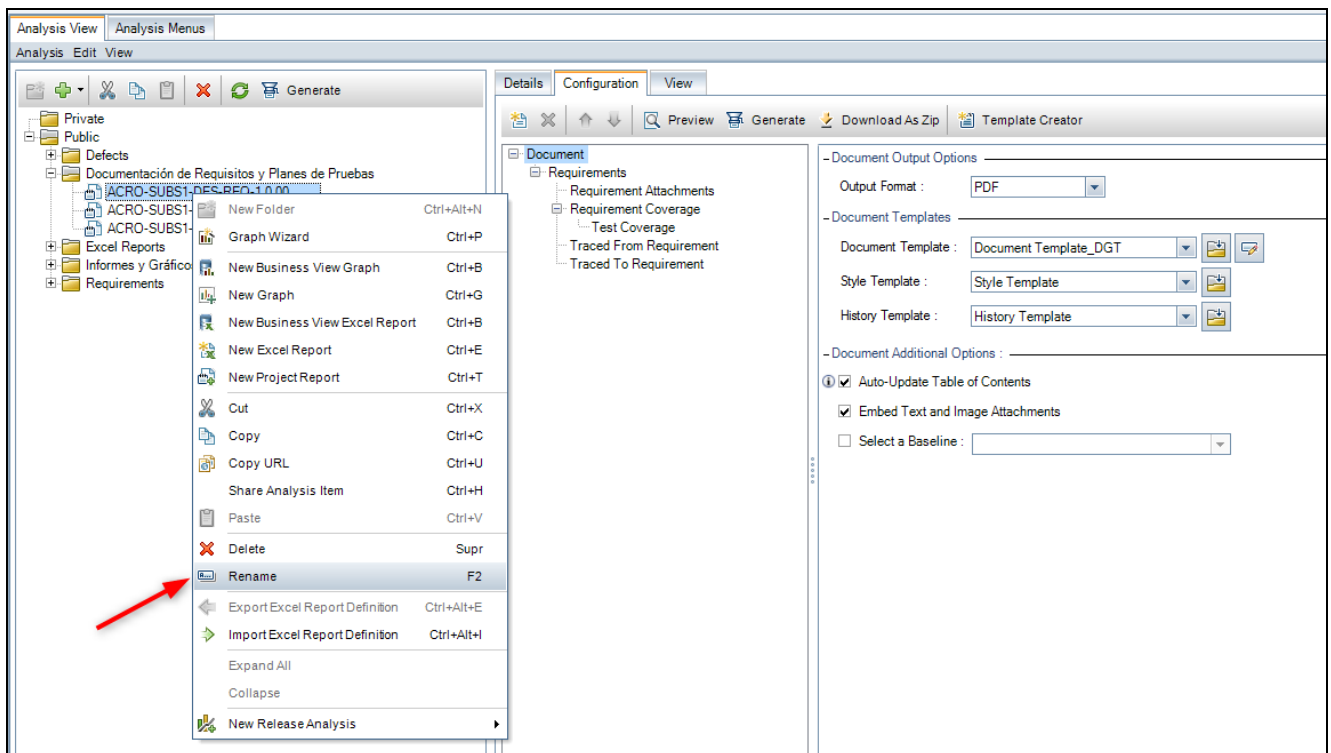 Analysis View Analysis Menus
Analysis Edit View
Generate
Private
Public
Defects
Documentación de Requisitos y Planes de Pruebas
ACRO-SUBS1-DES-REQ-1.0.00
ACRO-SUBS1-
ACRO-SUBS1-
Excel Reports
Informes y Gráfico
Requirements
New Folder Ctrl+Alt+N
Graph Wizard Ctrl+P
New Business View Graph Ctrl+B
New Graph Ctrl+G
New Business View Excel Report Ctrl+B
New Excel Report Ctrl+E
New Project Report Ctrl+T
Cut Ctrl+X
Copy Ctrl+C
Copy URL Ctrl+U
Share Analysis Item Ctrl+H
Paste Ctrl+V
Delete Supr
Rename F2
Export Excel Report Definition Ctrl+Alt+E
Import Excel Report Definition Ctrl+Alt+I
Expand All
Collapse
New Release Analysis
Details Configuration View
Preview Generate Download As Zip Template Creator
Document
Requirements
Requirement Attachments
Requirement Coverage
Test Coverage
Traced From Requirement
Traced To Requirement
Document Output Options
Output Format : PDF
Document Templates
Document Template : Document Template_DGT
Style Template : Style Template
History Template : History Template
Document Additional Options :
Auto-Update Table of Contents
Embed Text and Image Attachments
Select a Baseline :